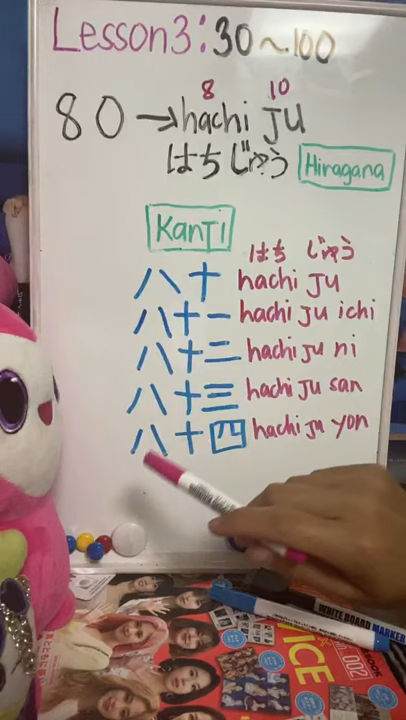 Lesson3: 30~100
8 10
80 → hachi JU
はちじゅう Hiragana
KanJi
はち じゅう
八十 hachi JU
八十一 hachi JU ichi
八十二 hachi JU ni
八十三 hachi JU san
八十四 hachi JU yon
WHITE BOARD MARKER
ICE